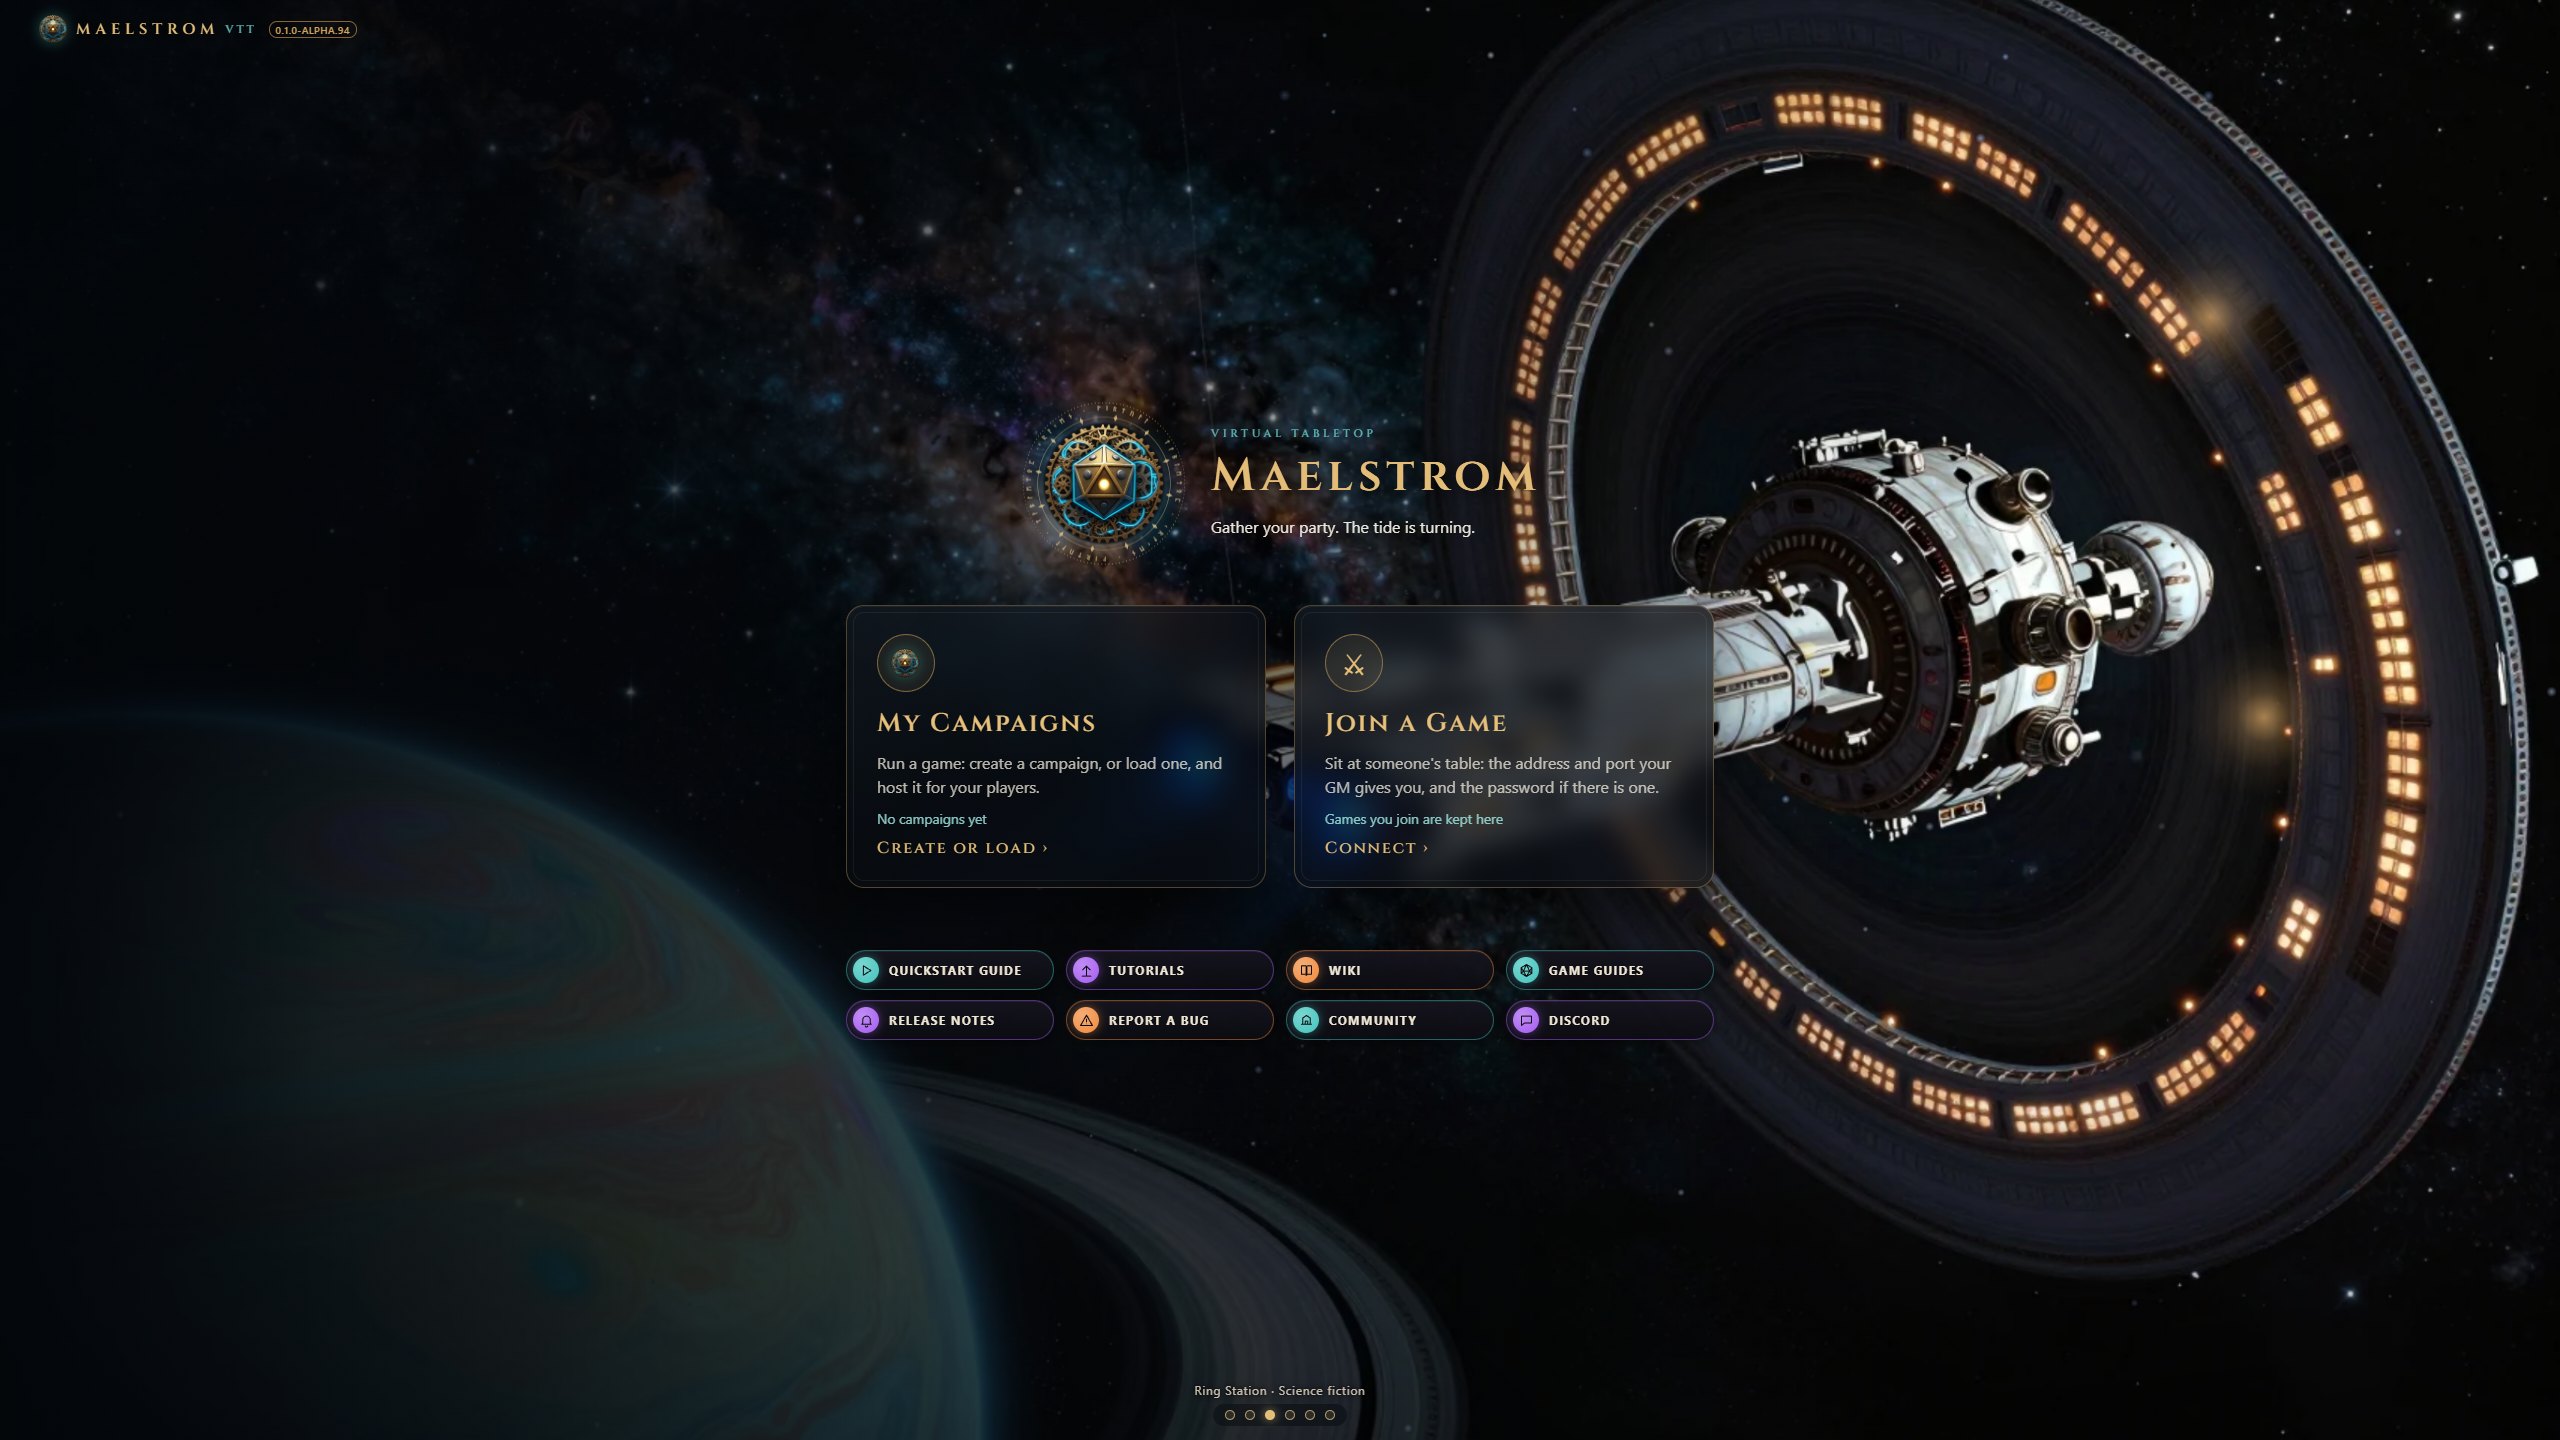 MAELSTROM VTT 0.1.0-ALPHA.94
VIRTUAL TABLETOP
MAELSTROM
Gather your party. The tide is turning.
My Campaigns
Run a game: create a campaign, or load one, and
host it for your players.
No campaigns yet
Create or load ›
Join a Game
Sit at someone's table: the address and port your
GM gives you, and the password if there is one.
Games you join are kept here
Connect ›
QUICKSTART GUIDE
TUTORIALS
WIKI
GAME GUIDES
RELEASE NOTES
REPORT A BUG
COMMUNITY
DISCORD
Ring Station · Science fiction